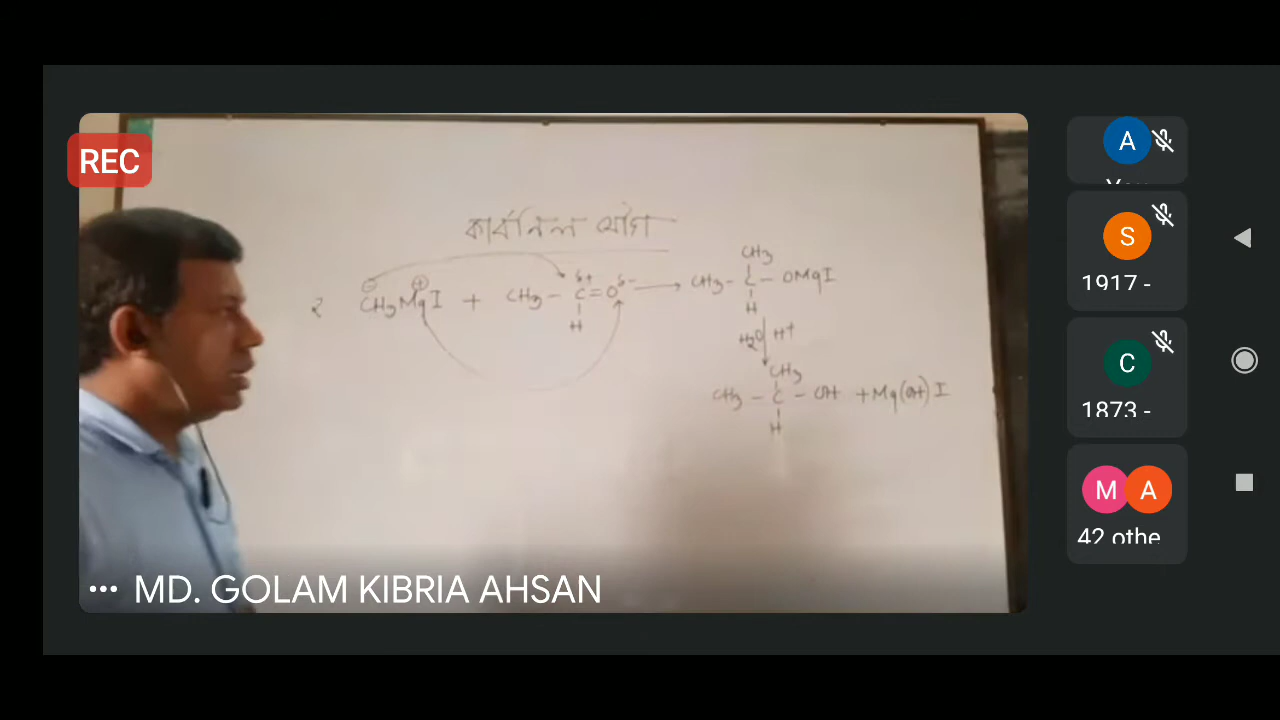 REC
কার্বনিল যৌগ
২ CH3MgI + CH3 – C = O → CH3 – C – OMgI
⊖ ⊕ δ+ δ– CH3
H H
H2O H+
CH3
CH3 – C – OH + Mg(OH)I
H
MD. GOLAM KIBRIA AHSAN
A
S
1917 -
C
1873 -
M A
42 othe